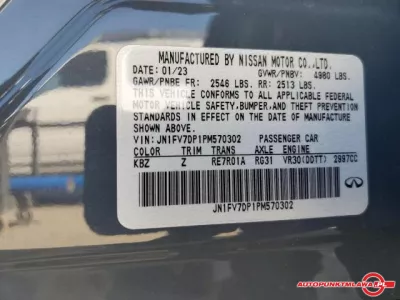 MANUFACTURED BY NISSAN MOTOR CO.,LTD.
DATE: 01/23 GVWR/PNBV: 4980 LBS.
GAWR/PNBE FR: 2546 LBS. RR: 2513 LBS.
THIS VEHICLE CONFORMS TO ALL APPLICABLE
FEDERAL MOTOR VEHICLE
SAFETY,BUMPER,AND THEFT PREVENTION
STANDARDS IN EFFECT ON
THE DATE OF MANUFACTURE SHOWN ABOVE.
VIN: JN1FV7DP1PM570302 PASSENGER CAR
COLOR TRIM TRANS AXLE ENGINE
KBZ Z RE7R01A RG31 VR30(DDTT) 2997CC
JN1FV7DP1PM570302
INFINITI
AUTOPUNKTMLAWA